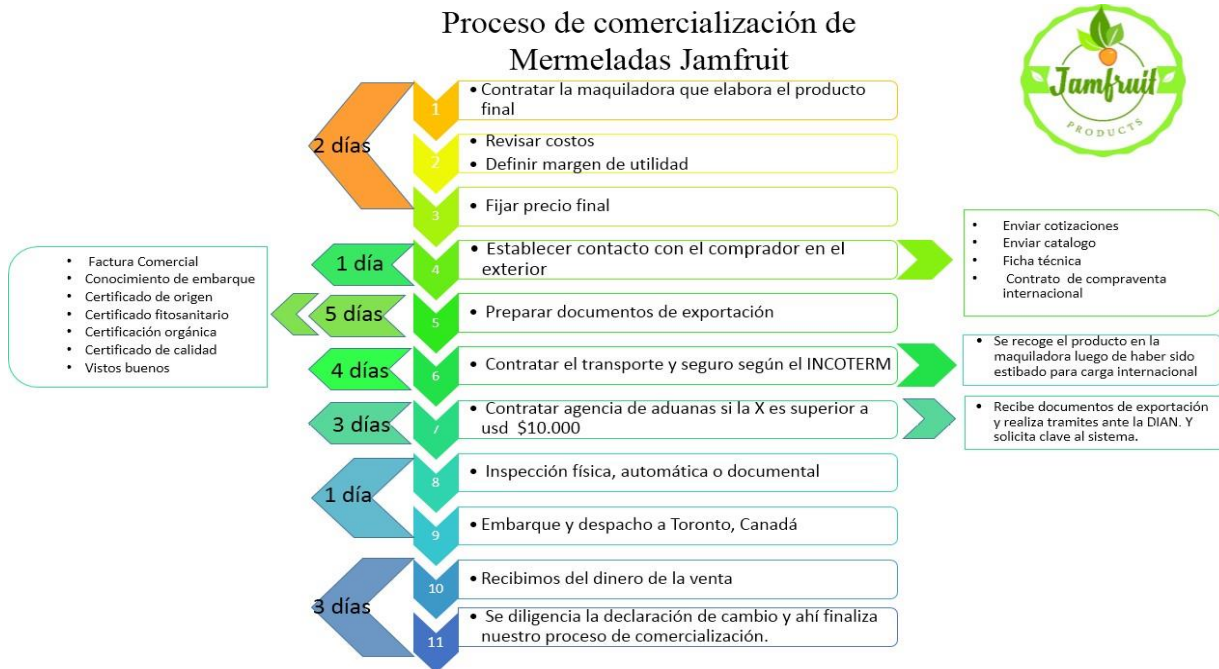 Proceso de comercialización de
Mermeladas Jamfruit
Jamfruit
PRODUCTS
2 días
1
• Contratar la maquiladora que elabora el producto
final
2
• Revisar costos
• Definir margen de utilidad
3
• Fijar precio final
1 día
4
• Establecer contacto con el comprador en el
exterior
• Enviar cotizaciones
• Enviar catalogo
• Ficha técnica
• Contrato de compraventa
internacional
5 días
5
• Preparar documentos de exportación
• Factura Comercial
• Conocimiento de embarque
• Certificado de origen
• Certificado fitosanitario
• Certificación orgánica
• Certificado de calidad
• Vistos buenos
4 días
6
• Contratar el transporte y seguro según el INCOTERM
• Se recoge el producto en la
maquiladora luego de haber sido
estibado para carga internacional
3 días
7
• Contratar agencia de aduanas si la X es superior a
usd $10.000
• Recibe documentos de exportación
y realiza tramites ante la DIAN. Y
solicita clave al sistema.
1 día
8
• Inspección física, automática o documental
9
• Embarque y despacho a Toronto, Canadá
3 días
10
• Recibimos del dinero de la venta
11
• Se diligencia la declaración de cambio y ahí finaliza
nuestro proceso de comercialización.